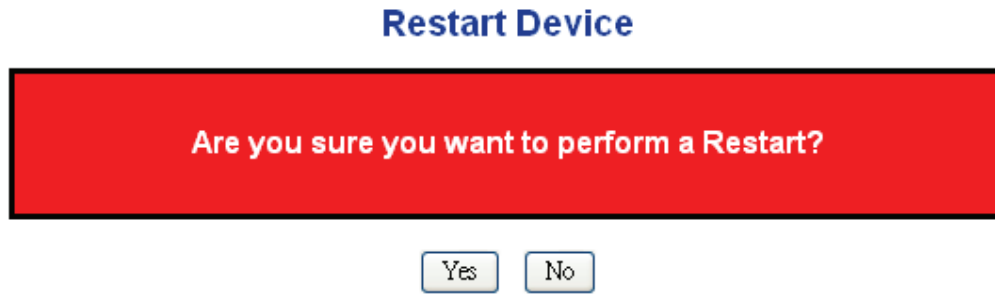 Restart Device
Are you sure you want to perform a Restart?
Yes No